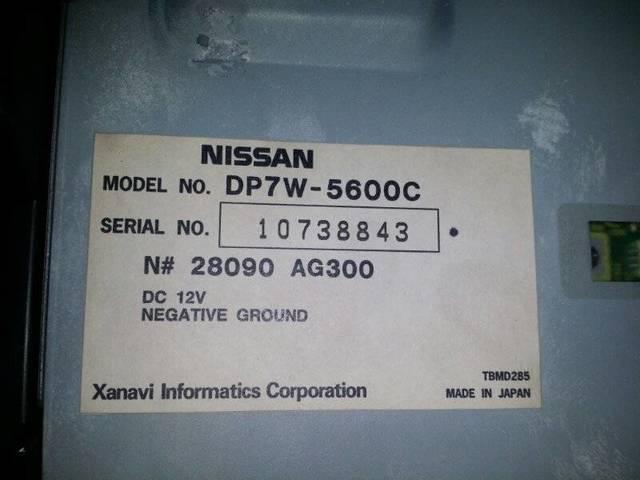 NISSAN
MODEL NO. DP7W-5600C
SERIAL NO. 10738843
N# 28090 AG300
DC 12V
NEGATIVE GROUND
TBMD285
Xanavi Informatics Corporation MADE IN JAPAN